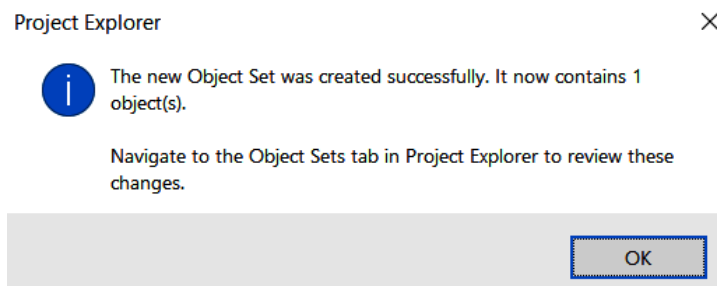 Project Explorer
The new Object Set was created successfully. It now contains 1
object(s).
Navigate to the Object Sets tab in Project Explorer to review these
changes.
OK